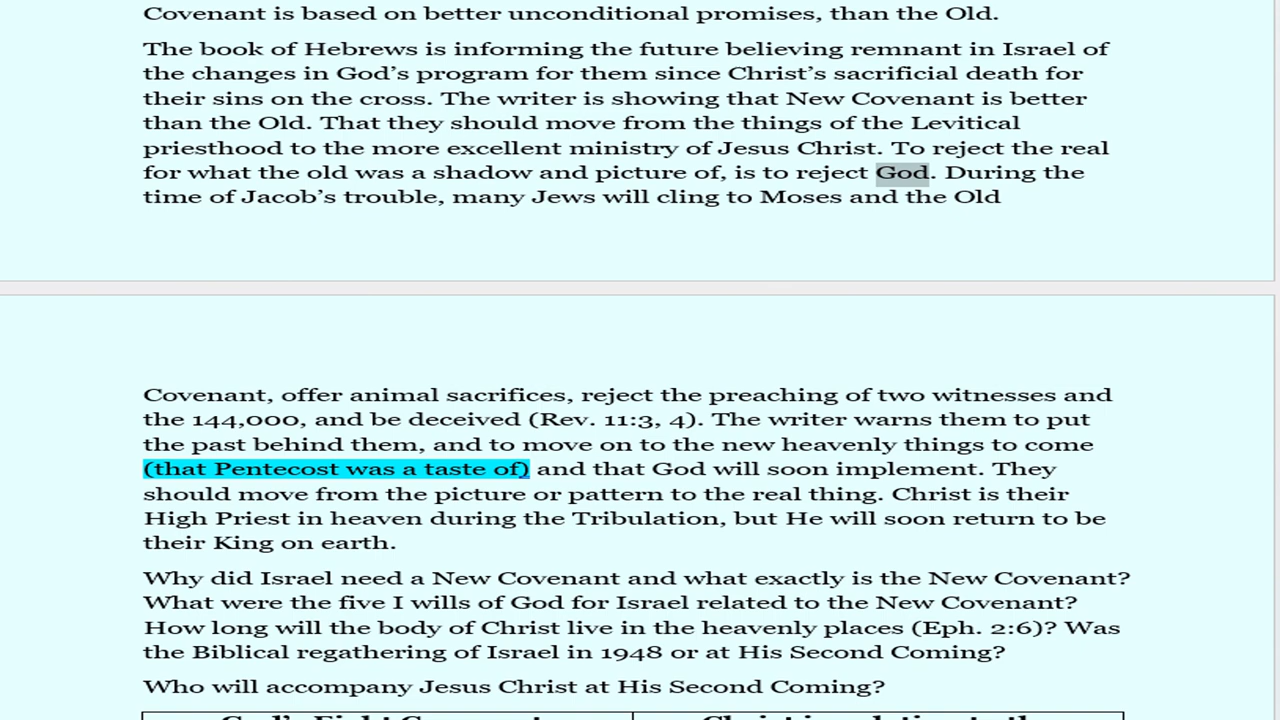 Covenant is based on better unconditional promises, than the Old.
The book of Hebrews is informing the future believing remnant in Israel of
the changes in God's program for them since Christ's sacrificial death for
their sins on the cross. The writer is showing that New Covenant is better
than the Old. That they should move from the things of the Levitical
priesthood to the more excellent ministry of Jesus Christ. To reject the real
for what the old was a shadow and picture of, is to reject God. During the
time of Jacob's trouble, many Jews will cling to Moses and the Old
Covenant, offer animal sacrifices, reject the preaching of two witnesses and
the 144,000, and be deceived (Rev. 11:3, 4). The writer warns them to put
the past behind them, and to move on to the new heavenly things to come
(that Pentecost was a taste of) and that God will soon implement. They
should move from the picture or pattern to the real thing. Christ is their
High Priest in heaven during the Tribulation, but He will soon return to be
their King on earth.
Why did Israel need a New Covenant and what exactly is the New Covenant?
What were the five I wills of God for Israel related to the New Covenant?
How long will the body of Christ live in the heavenly places (Eph. 2:6)? Was
the Biblical regathering of Israel in 1948 or at His Second Coming?
Who will accompany Jesus Christ at His Second Coming?